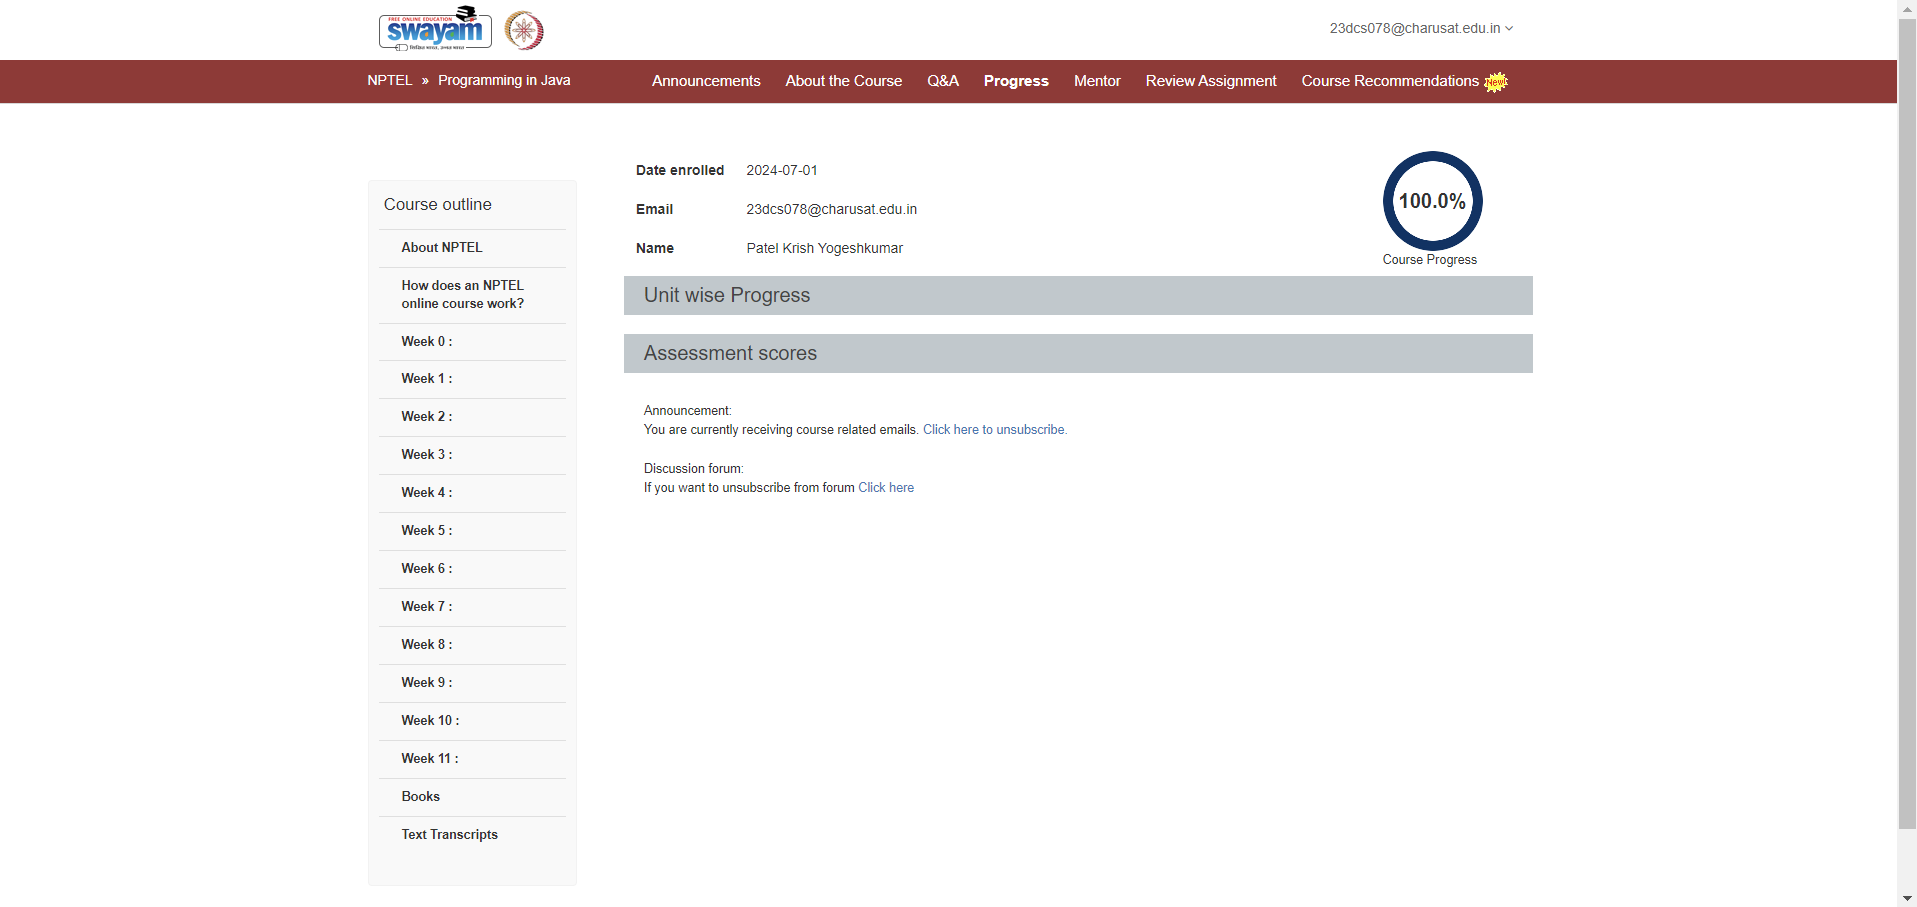 FREE ONLINE EDUCATION
swayam
शिक्षित भारत, उन्नत भारत
23dcs078@charusat.edu.in
NPTEL » Programming in Java
Announcements About the Course Q&A Progress Mentor Review Assignment Course Recommendations New!
Course outline
About NPTEL
How does an NPTEL
online course work?
Week 0 :
Week 1 :
Week 2 :
Week 3 :
Week 4 :
Week 5 :
Week 6 :
Week 7 :
Week 8 :
Week 9 :
Week 10 :
Week 11 :
Books
Text Transcripts
Date enrolled 2024-07-01
Email 23dcs078@charusat.edu.in
Name Patel Krish Yogeshkumar
100.0%
Course Progress
Unit wise Progress
Assessment scores
Announcement:
You are currently receiving course related emails. Click here to unsubscribe.
Discussion forum:
If you want to unsubscribe from forum Click here